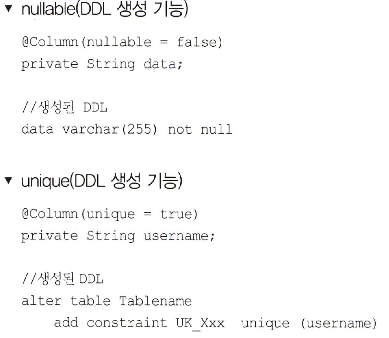 ▼ nullable(DDL 생성 기능)
@Column(nullable = false)
private String data;
//생성된 DDL
data varchar(255) not null
▼ unique(DDL 생성 기능)
@Column(unique = true)
private String username;
//생성된 DDL
alter table Tablename
add constraint UK_Xxx unique (username)